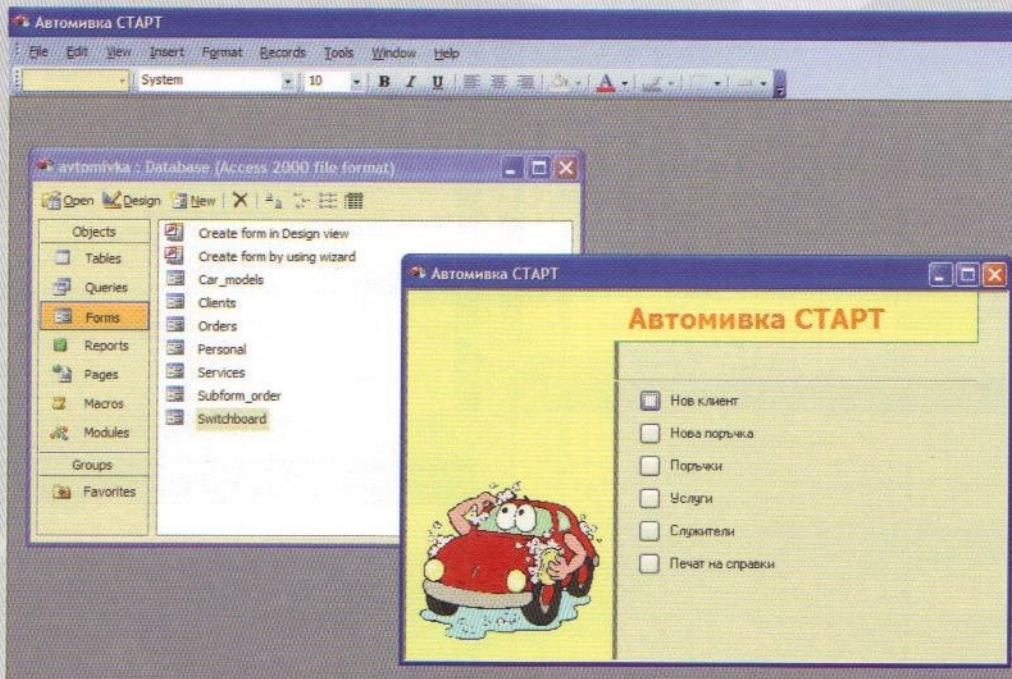 Автомивка СТАРТ
File Edit View Insert Format Records Tools Window Help
System 10 B I U A
avtomivka : Database (Access 2000 file format)
Open Design New
Objects
Tables
Queries
Forms
Reports
Pages
Macros
Modules
Groups
Favorites
Create form in Design view
Create form by using wizard
Car_models
Clients
Orders
Personal
Services
Subform_order
Switchboard
Автомивка СТАРТ
Автомивка СТАРТ
Нов клиент
Нова поръчка
Поръчки
Услуги
Служители
Печат на справки